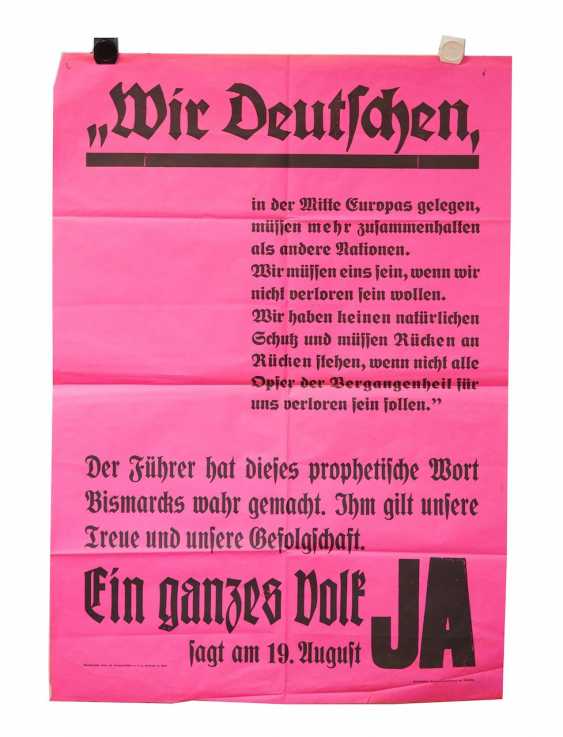 „Wir Deutschen,
in der Mitte Europas gelegen,
müssen mehr zusammenhalten
als andere Nationen.
Wir müssen eins sein, wenn wir
nicht verloren sein wollen.
Wir haben keinen natürlichen
Schutz und müssen Rücken an
Rücken stehen, wenn nicht alle
Opfer der Vergangenheit für
uns verloren sein sollen.”
Der Führer hat dieses prophetische Wort
Bismarcks wahr gemacht. Ihm gilt unsere
Treue und unsere Gefolgschaft.
Ein ganzes Volk
sagt am 19. August
JA